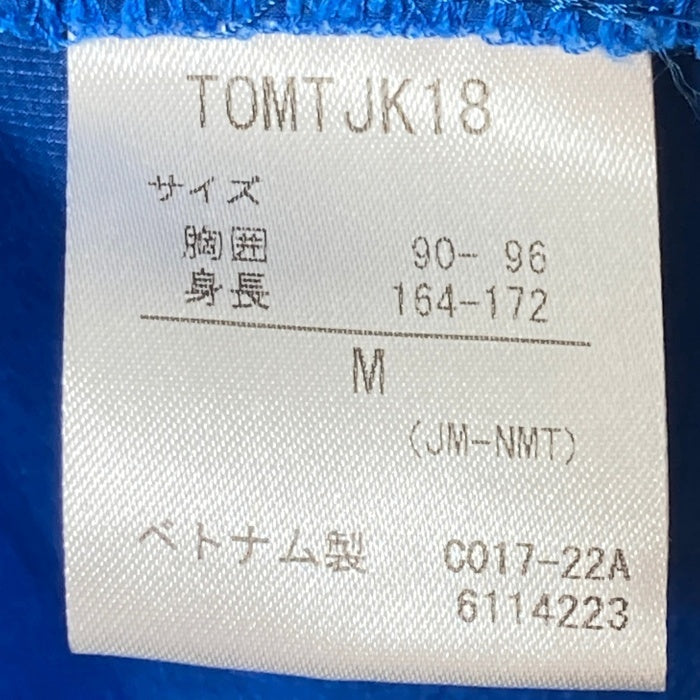 TOMTJK18
サイズ
胸囲 90- 96
身長 164-172
M
(JM-NMT)
ベトナム製 C017-22A
6114223